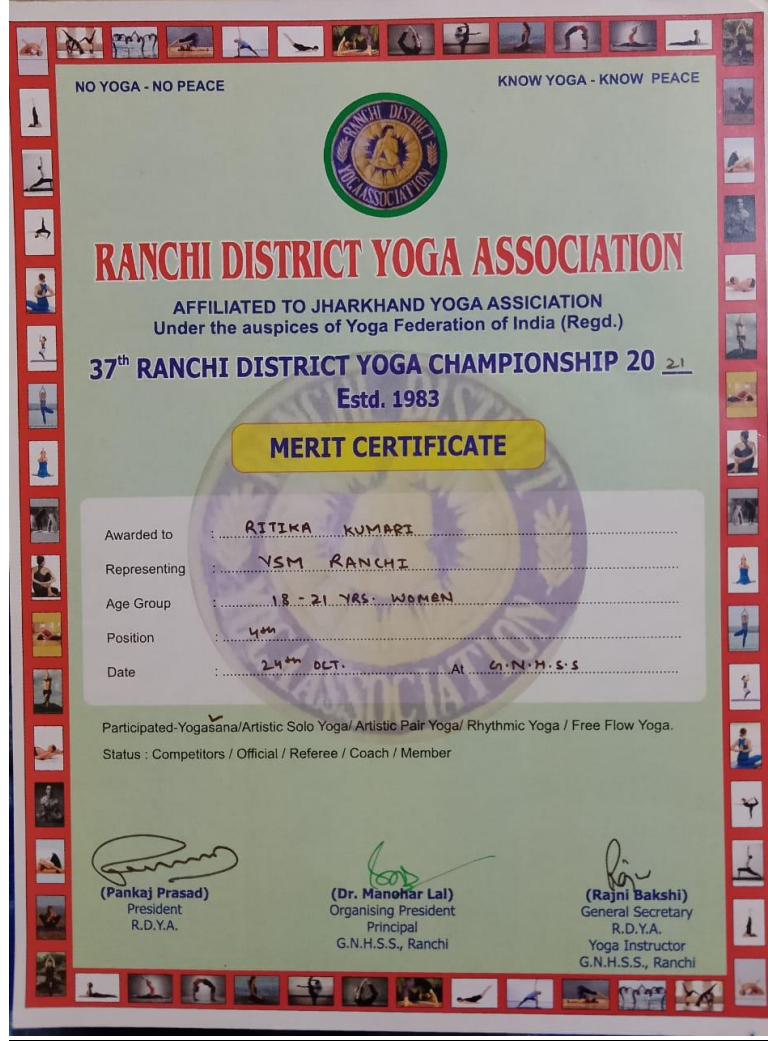 NO YOGA - NO PEACE
KNOW YOGA - KNOW PEACE
RANCHI DISTRICT YOGA ASSOCIATION
RANCHI DISTRICT YOGA ASSOCIATION
AFFILIATED TO JHARKHAND YOGA ASSICIATION
Under the auspices of Yoga Federation of India (Regd.)
37th RANCHI DISTRICT YOGA CHAMPIONSHIP 20 21
Estd. 1983
MERIT CERTIFICATE
Awarded to : RITIKA KUMARI
Representing : YSM RANCHI
Age Group : 18 - 21 YRS. WOMEN
Position : 4th
Date : 24th OCT. At G.N.H.S.S
Participated-Yogasana/Artistic Solo Yoga/ Artistic Pair Yoga/ Rhythmic Yoga / Free Flow Yoga.
Status : Competitors / Official / Referee / Coach / Member
(Pankaj Prasad)
President
R.D.Y.A.
(Dr. Manohar Lal)
Organising President
Principal
G.N.H.S.S., Ranchi
(Rajni Bakshi)
General Secretary
R.D.Y.A.
Yoga Instructor
G.N.H.S.S., Ranchi